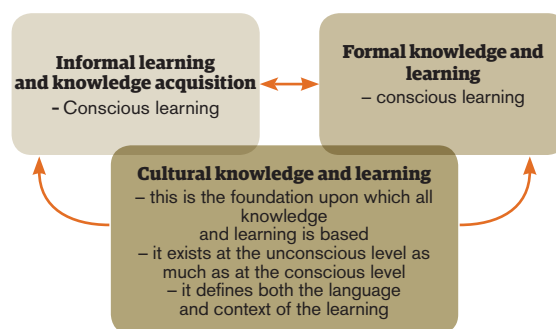 Informal learning
and knowledge acquisition
- Conscious learning
Formal knowledge and
learning
– conscious learning
Cultural knowledge and learning
– this is the foundation upon which all
knowledge
and learning is based
– it exists at the unconscious level as
much as at the conscious level
– it defines both the language
and context of the learning